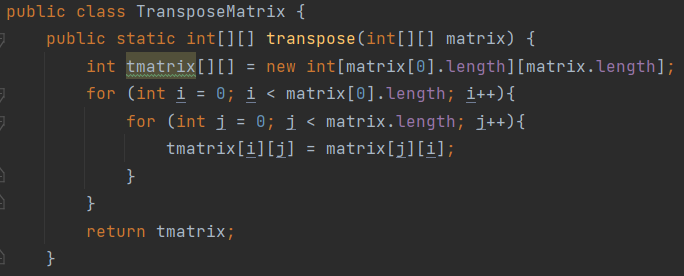 public class TransposeMatrix {
    public static int[][] transpose(int[][] matrix) {
        int tmatrix[][] = new int[matrix[0].length][matrix.length];
        for (int i = 0; i < matrix[0].length; i++){
            for (int j = 0; j < matrix.length; j++){
                tmatrix[i][j] = matrix[j][i];
            }
        }
        return tmatrix;
    }